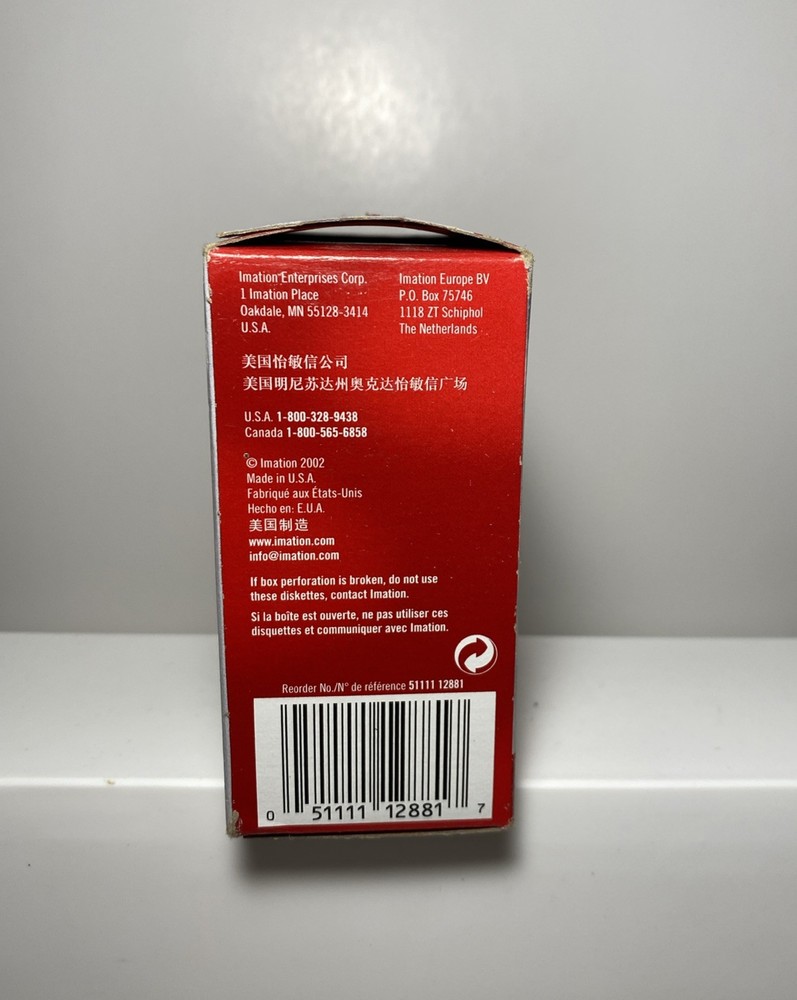 Imation Enterprises Corp.
1 Imation Place
Oakdale, MN 55128-3414
U.S.A.
Imation Europe BV
P.O. Box 75746
1118 ZT Schiphol
The Netherlands
美国怡敏信公司
美国明尼苏达州奥克达怡敏信广场
U.S.A. 1-800-328-9438
Canada 1-800-565-6858
© Imation 2002
Made in U.S.A.
Fabriqué aux États-Unis
Hecho en: E.U.A.
美国制造
www.imation.com
info@imation.com
If box perforation is broken, do not use
these diskettes, contact Imation.
Si la boîte est ouverte, ne pas utiliser ces
disquettes et communiquer avec Imation.
Reorder No./N° de référence 51111 12881
0 51111 12881 7